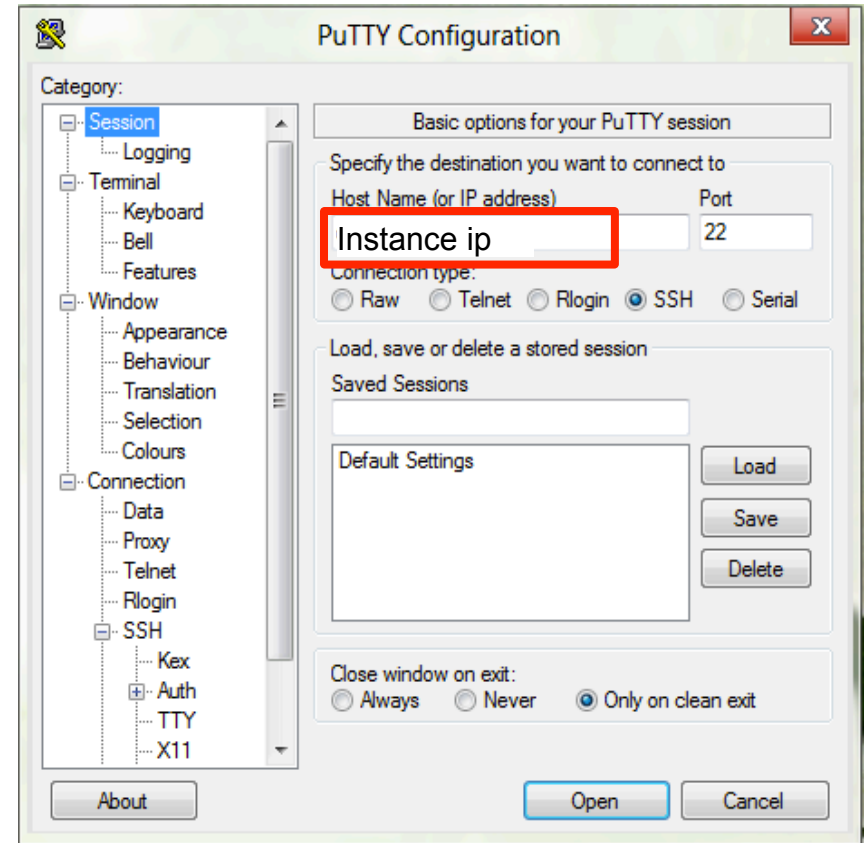 PuTTY Configuration
Category:
Session
Logging
Terminal
Keyboard
Bell
Features
Window
Appearance
Behaviour
Translation
Selection
Colours
Connection
Data
Proxy
Telnet
Rlogin
SSH
Kex
Auth
TTY
X11
Basic options for your PuTTY session
Specify the destination you want to connect to
Host Name (or IP address) Port
Instance ip 22
Connection type:
Raw Telnet Rlogin SSH Serial
Load, save or delete a stored session
Saved Sessions
Default Settings
Load
Save
Delete
Close window on exit:
Always Never Only on clean exit
About Open Cancel